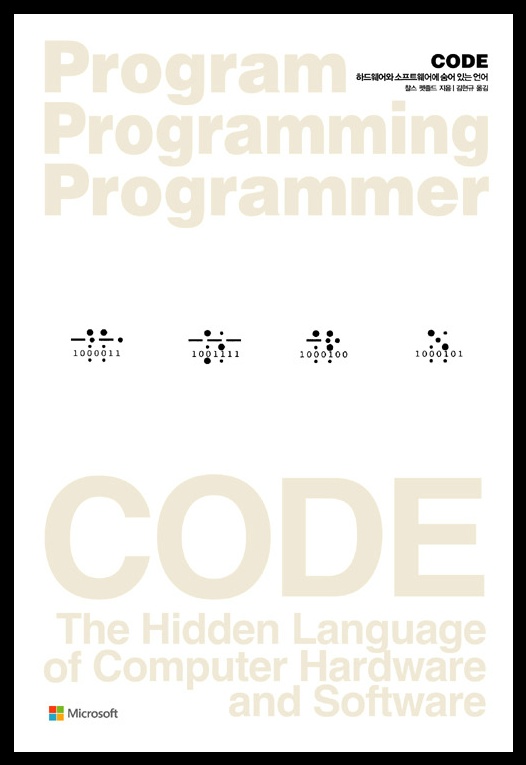 Program
Programming
Programmer
CODE
하드웨어와 소프트웨어에 숨어 있는 언어
찰스 펫졸드 지음 | 김현규 옮김
1000011
1001111
1000100
1000101
CODE
The Hidden Language
of Computer Hardware
and Software
Microsoft